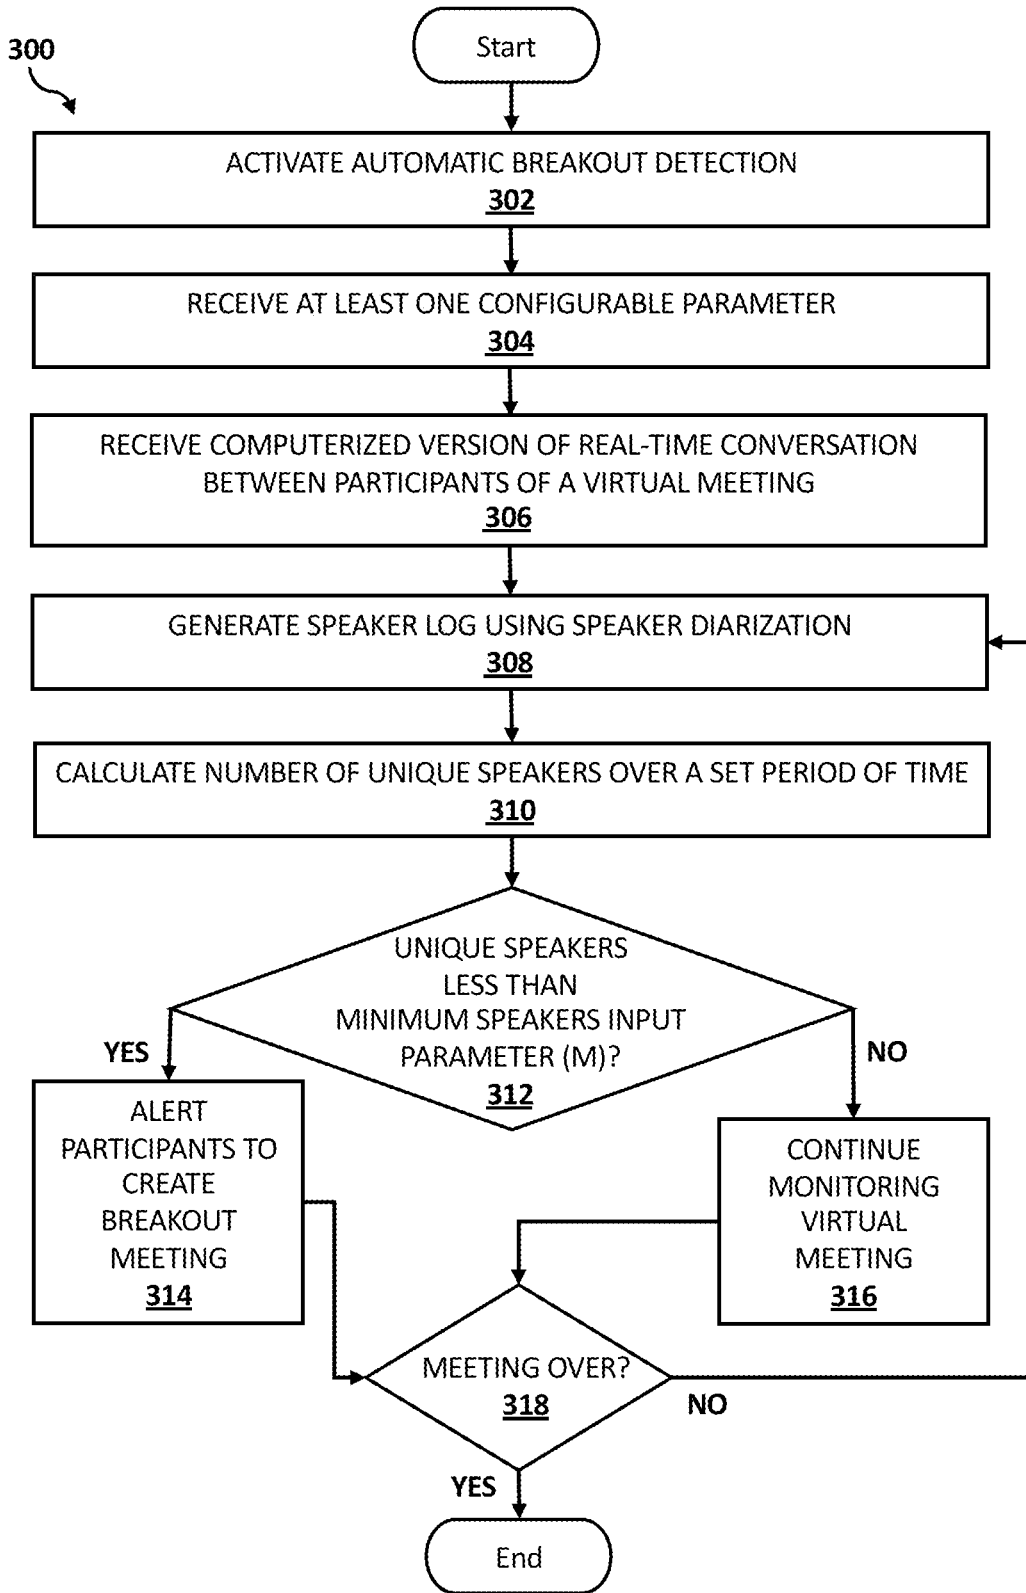 Start
300
ACTIVATE AUTOMATIC BREAKOUT DETECTION
302
RECEIVE AT LEAST ONE CONFIGURABLE PARAMETER
304
RECEIVE COMPUTERIZED VERSION OF REAL-TIME CONVERSATION
BETWEEN PARTICIPANTS OF A VIRTUAL MEETING
306
GENERATE SPEAKER LOG USING SPEAKER DIARIZATION
308
CALCULATE NUMBER OF UNIQUE SPEAKERS OVER A SET PERIOD OF TIME
310
UNIQUE SPEAKERS
LESS THAN
MINIMUM SPEAKERS INPUT
PARAMETER (M)?
312
YES
NO
ALERT
PARTICIPANTS TO
CREATE
BREAKOUT
MEETING
314
CONTINUE
MONITORING
VIRTUAL
MEETING
316
MEETING OVER?
318
NO
YES
End